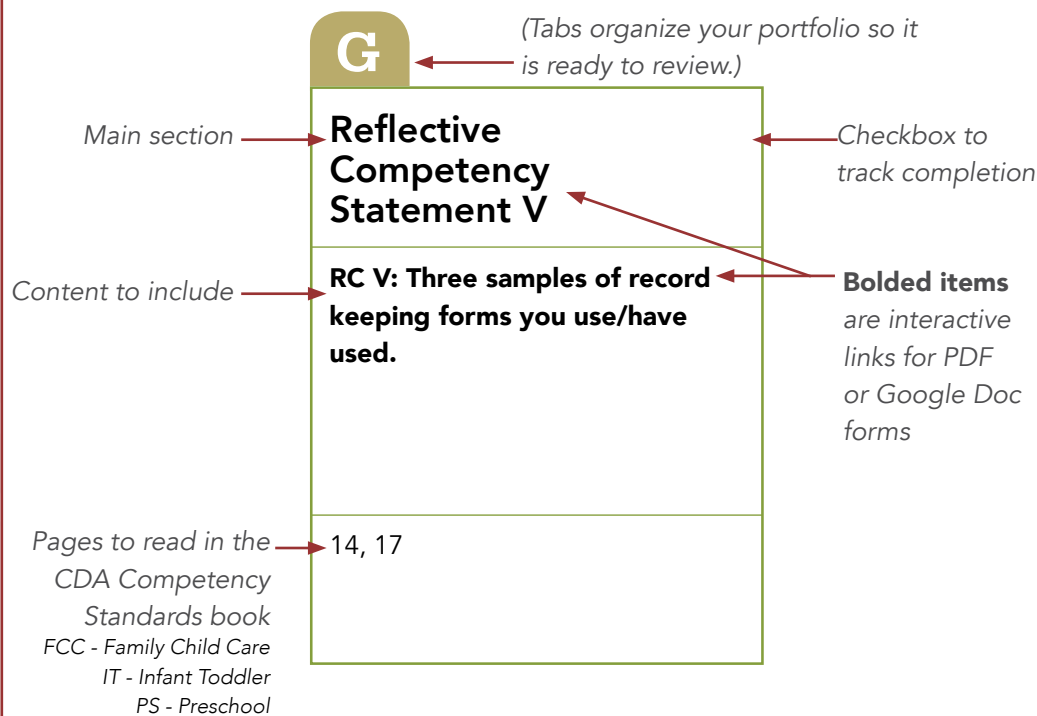 G
(Tabs organize your portfolio so it
is ready to review.)
Main section
Reflective
Competency
Statement V
Checkbox to
track completion
Content to include
RC V: Three samples of record
keeping forms you use/have
used.
Bolded items
are interactive
links for PDF
or Google Doc
forms
Pages to read in the
CDA Competency
Standards book
FCC - Family Child Care
IT - Infant Toddler
PS - Preschool
14, 17